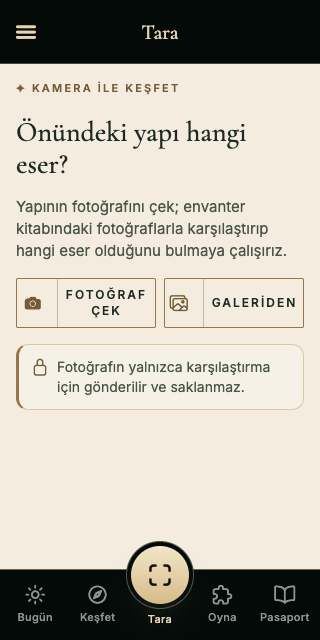 Tara
✦ KAMERA İLE KEŞFET
Önündeki yapı hangi
eser?
Yapının fotoğrafını çek; envanter
kitabındaki fotoğraflarla karşılaştırıp
hangi eser olduğunu bulmaya çalışırız.
FOTOĞRAF
ÇEK
GALERİDEN
Fotoğrafın yalnızca karşılaştırma
için gönderilir ve saklanmaz.
Bugün
Keşfet
Tara
Oyna
Pasaport